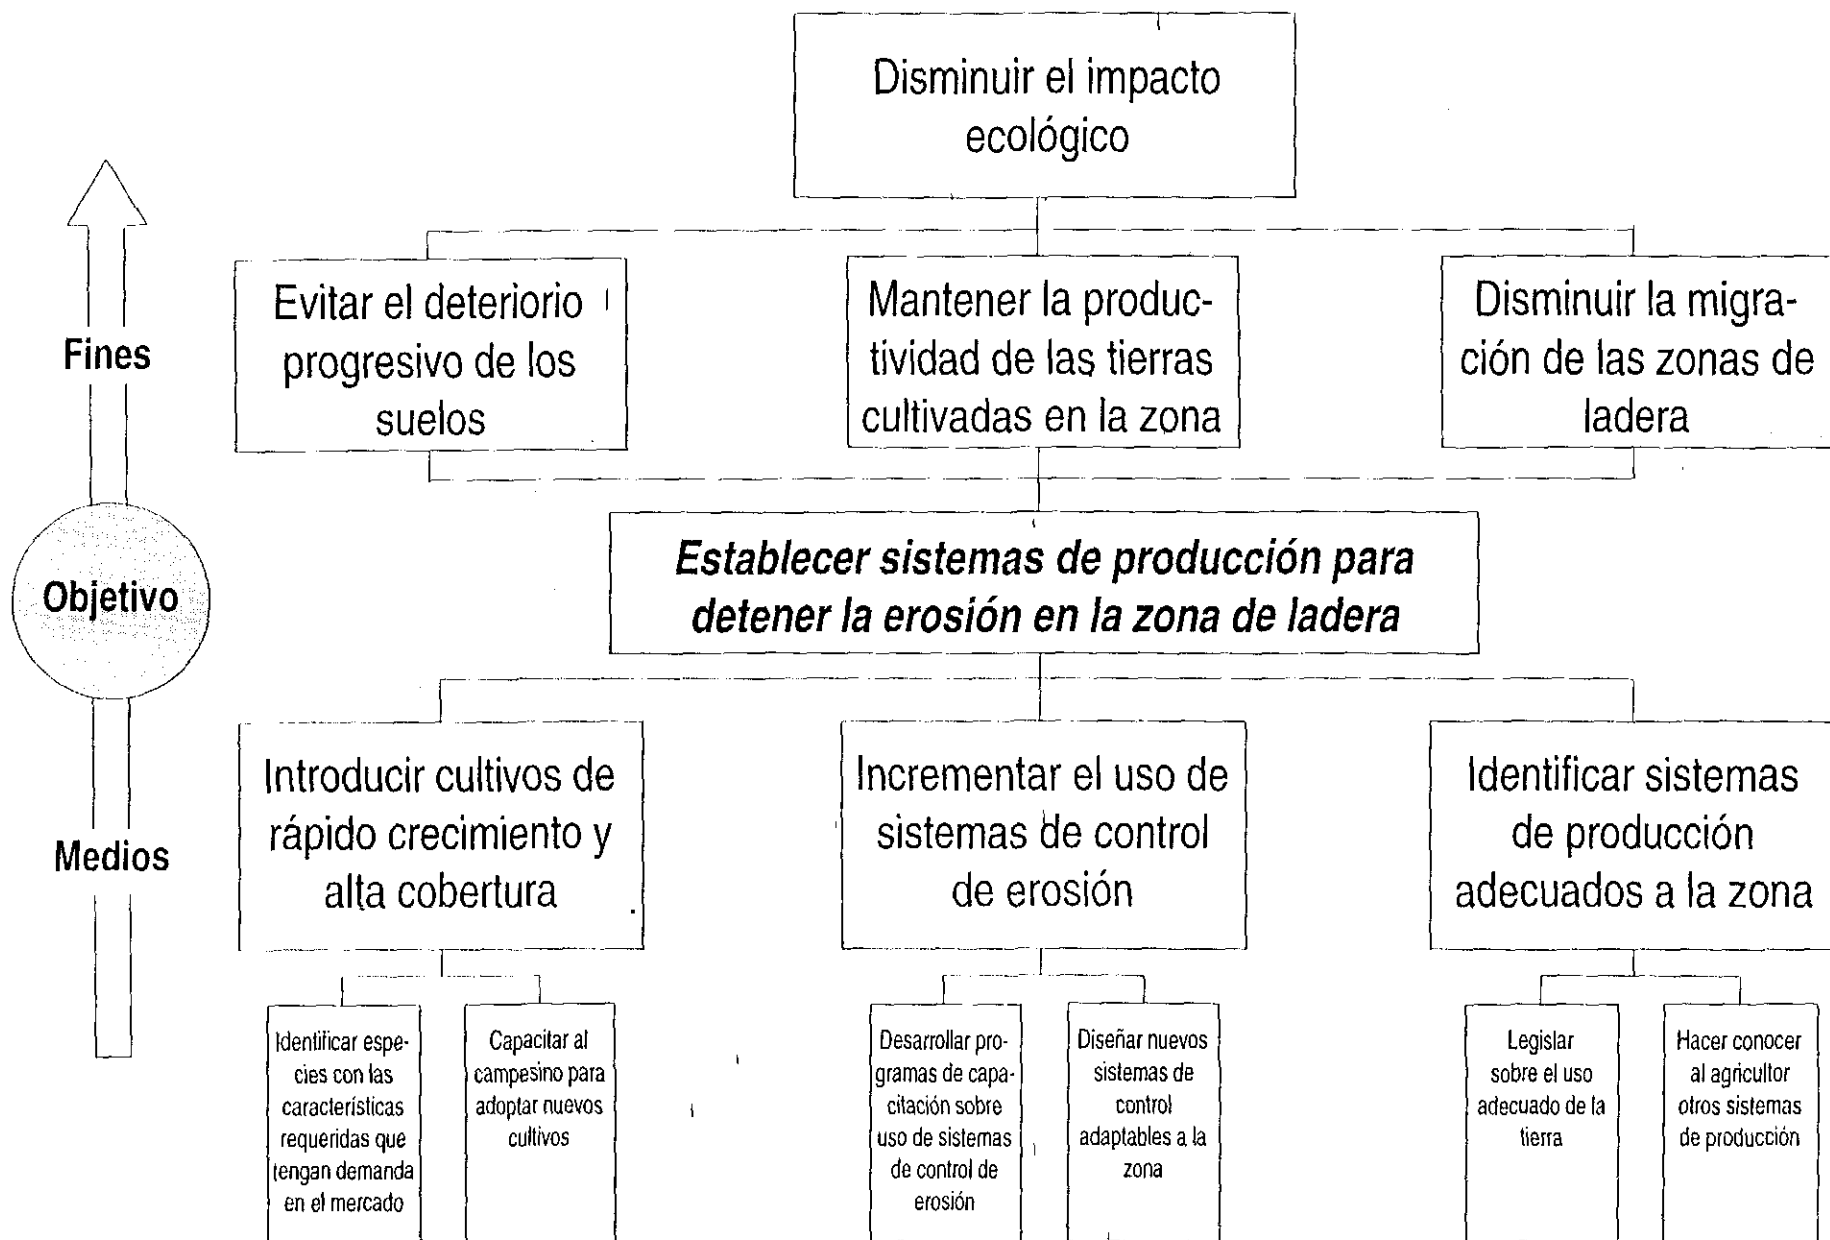 Disminuir el impacto
ecológico
Fines
Evitar el deterioro
progresivo de los
suelos
Mantener la produc-
tividad de las tierras
cultivadas en la zona
Disminuir la migra-
ción de las zonas de
ladera
Objetivo
Establecer sistemas de producción para
detener la erosión en la zona de ladera
Medios
Introducir cultivos de
rápido crecimiento y
alta cobertura
Incrementar el uso de
sistemas de control
de erosión
Identificar sistemas
de producción
adecuados a la zona
Identificar espe-
cies con las
características
requeridas que
tengan demanda
en el mercado
Capacitar al
campesino para
adoptar nuevos
cultivos
Desarrollar pro-
gramas de capa-
citación sobre
uso de sistemas
de control de
erosión
Diseñar nuevos
sistemas de
control
adaptables a la
zona
Legislar
sobre el uso
adecuado de la
tierra
Hacer conocer
al agricultor
otros sistemas
de producción